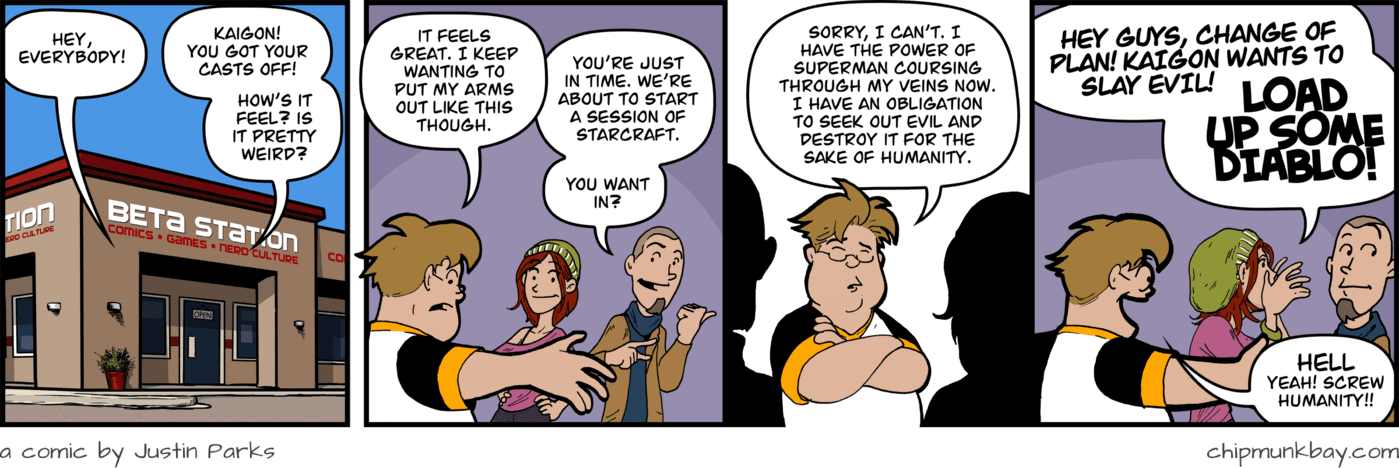 HEY,
EVERYBODY!
KAIGON!
YOU GOT YOUR
CASTS OFF!
HOW'S IT
FEEL? IS
IT PRETTY
WEIRD?
TION
ERD CULTURE
BETA STATION
COMICS • GAMES • NERD CULTURE
CO
OPEN
IT FEELS
GREAT. I KEEP
WANTING TO
PUT MY ARMS
OUT LIKE THIS
THOUGH.
YOU'RE JUST
IN TIME. WE'RE
ABOUT TO START
A SESSION OF
STARCRAFT.
YOU WANT
IN?
SORRY, I CAN'T. I
HAVE THE POWER OF
SUPERMAN COURSING
THROUGH MY VEINS NOW.
I HAVE AN OBLIGATION
TO SEEK OUT EVIL AND
DESTROY IT FOR THE
SAKE OF HUMANITY.
HEY GUYS, CHANGE OF
PLAN! KAIGON WANTS TO
SLAY EVIL!
LOAD
UP SOME
DIABLO!
HELL
YEAH! SCREW
HUMANITY!!
a comic by Justin Parks
chipmunkbay.com